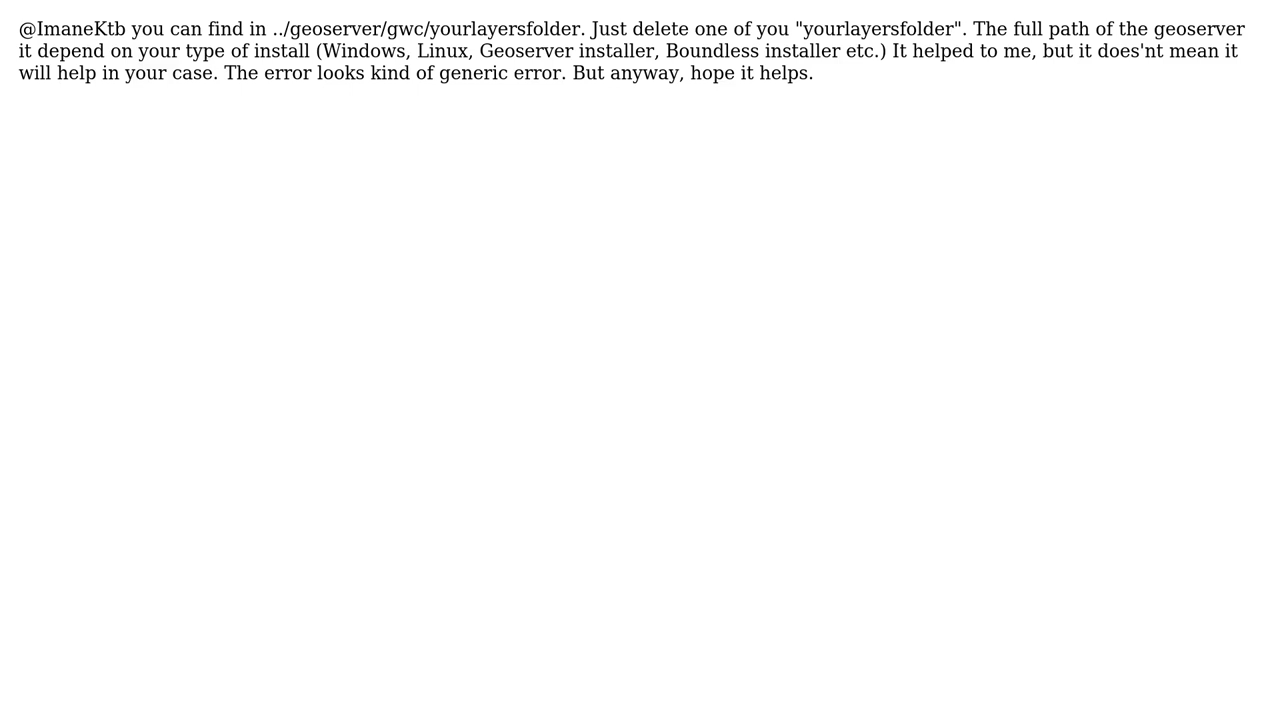 @ImaneKtb you can find in ../geoserver/gwc/yourlayersfolder. Just delete one of you "yourlayersfolder". The full path of the geoserver
it depend on your type of install (Windows, Linux, Geoserver installer, Boundless installer etc.) It helped to me, but it does'nt mean it
will help in your case. The error looks kind of generic error. But anyway, hope it helps.